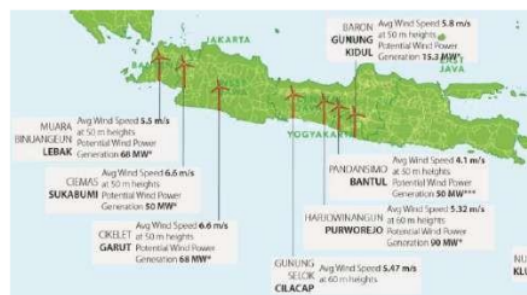 JAKARTA
BARON
GUNUNG
KIDUL
Avg Wind Speed 5.8 m/s
at 50 m heights
Potential Wind Power
Generation 15.3 MW*
JAVA
YOGYAKARTA
MUARA
BINUANGEUN
LEBAK
Avg Wind Speed 5.5 m/s
at 50 m heights
Potential Wind Power
Generation 68 MW*
CIEMAS
SUKABUMI
Avg Wind Speed 6.6 m/s
at 50 m heights
Potential Wind Power
Generation 50 MW*
CIKELET
GARUT
Avg Wind Speed 6.6 m/s
at 50 m heights
Potential Wind Power
Generation 68 MW*
PANDANSIMO
BANTUL
Avg Wind Speed 4.1 m/s
at 50 m heights
Potential Wind Power
Generation 50 MW***
HARJOWINANGUN
PURWOREJO
Avg Wind Speed 5.32 m/s
at 60 m heights
Potential Wind Power
Generation 90 MW*
GUNUNG
SELOK
CILACAP
Avg Wind Speed 5.47 m/s
at 60 m heights
NU
KLU